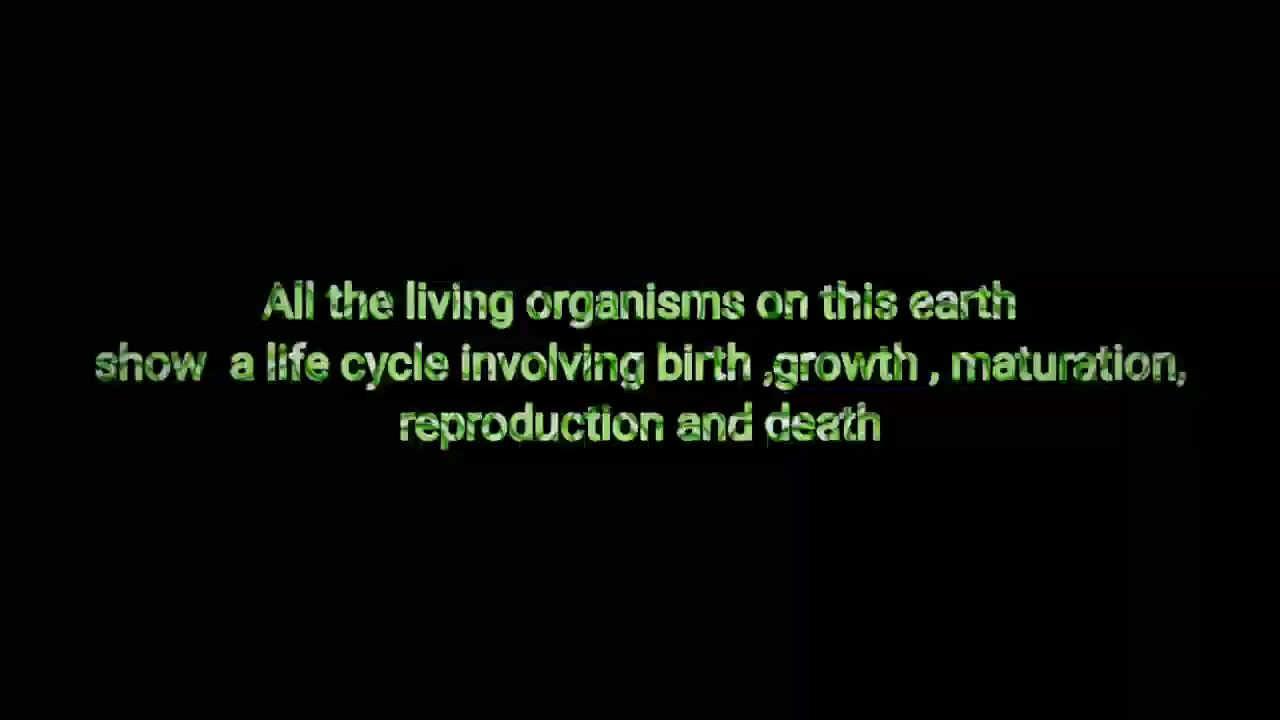 All the living organisms on this earth
show  a life cycle involving birth ,growth , maturation,
reproduction and death